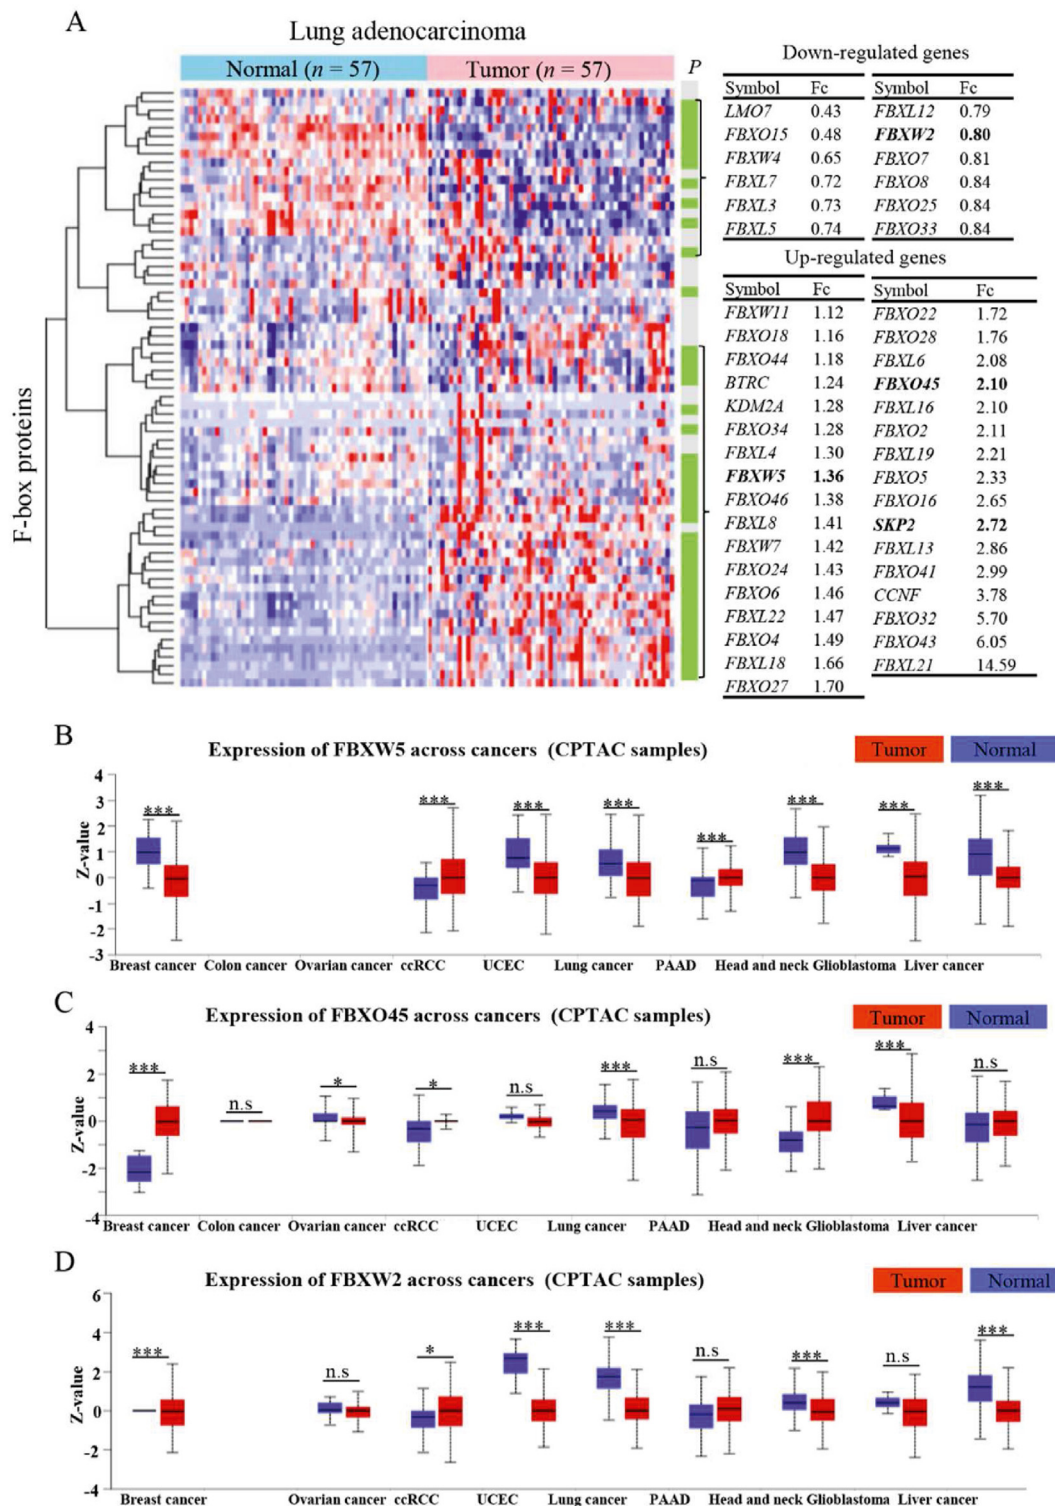 A
Lung adenocarcinoma
Normal (n = 57)
Tumor (n = 57)
P
F-box proteins
Down-regulated genes
Symbol Fc Symbol Fc
LMO7 0.43 FBXL12 0.79
FBXO15 0.48 FBXW2 0.80
FBXW4 0.65 FBXO7 0.81
FBXL7 0.72 FBXO8 0.84
FBXL3 0.73 FBXO25 0.84
FBXL5 0.74 FBXO33 0.84
Up-regulated genes
Symbol Fc Symbol Fc
FBXW11 1.12 FBXO22 1.72
FBXO18 1.16 FBXO28 1.76
FBXO44 1.18 FBXL6 2.08
BTRC 1.24 FBXO45 2.10
KDM2A 1.28 FBXL16 2.10
FBXO34 1.28 FBXO2 2.11
FBXL4 1.30 FBXL19 2.21
FBXW5 1.36 FBXO5 2.33
FBXO46 1.38 FBXO16 2.65
FBXL8 1.41 SKP2 2.72
FBXW7 1.42 FBXL13 2.86
FBXO24 1.43 FBXO41 2.99
FBXO6 1.46 CCNF 3.78
FBXL22 1.47 FBXO32 5.70
FBXO4 1.49 FBXO43 6.05
FBXL18 1.66 FBXL21 14.59
FBXO27 1.70
B
Expression of FBXW5 across cancers (CPTAC samples)
Tumor Normal
Z-value
4
3
2
1
0
-1
-2
-3
*** *** *** *** *** *** *** ***
Breast cancer Colon cancer Ovarian cancer ccRCC UCEC Lung cancer PAAD Head and neck Glioblastoma Liver cancer
C
Expression of FBXO45 across cancers (CPTAC samples)
Tumor Normal
Z-value
4
2
0
-2
-4
*** n.s * * n.s *** n.s *** *** n.s
Breast cancer Colon cancer Ovarian cancer ccRCC UCEC Lung cancer PAAD Head and neck Glioblastoma Liver cancer
D
Expression of FBXW2 across cancers (CPTAC samples)
Tumor Normal
Z-value
6
4
2
0
-2
-4
*** n.s * *** *** n.s *** n.s ***
Breast cancer Ovarian cancer ccRCC UCEC Lung cancer PAAD Head and neck Glioblastoma Liver cancer